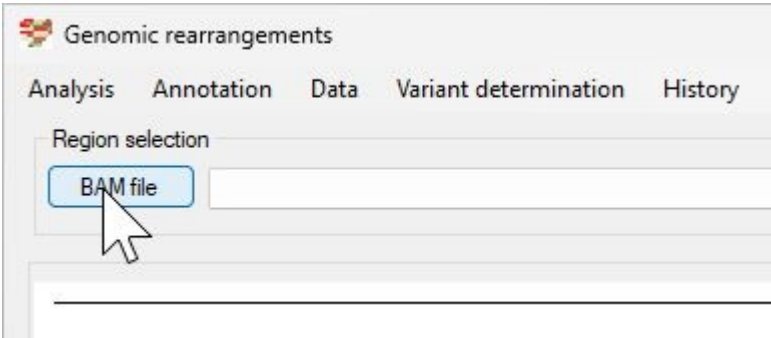 Genomic rearrangements
Analysis Annotation Data Variant determination History
Region selection
BAM file